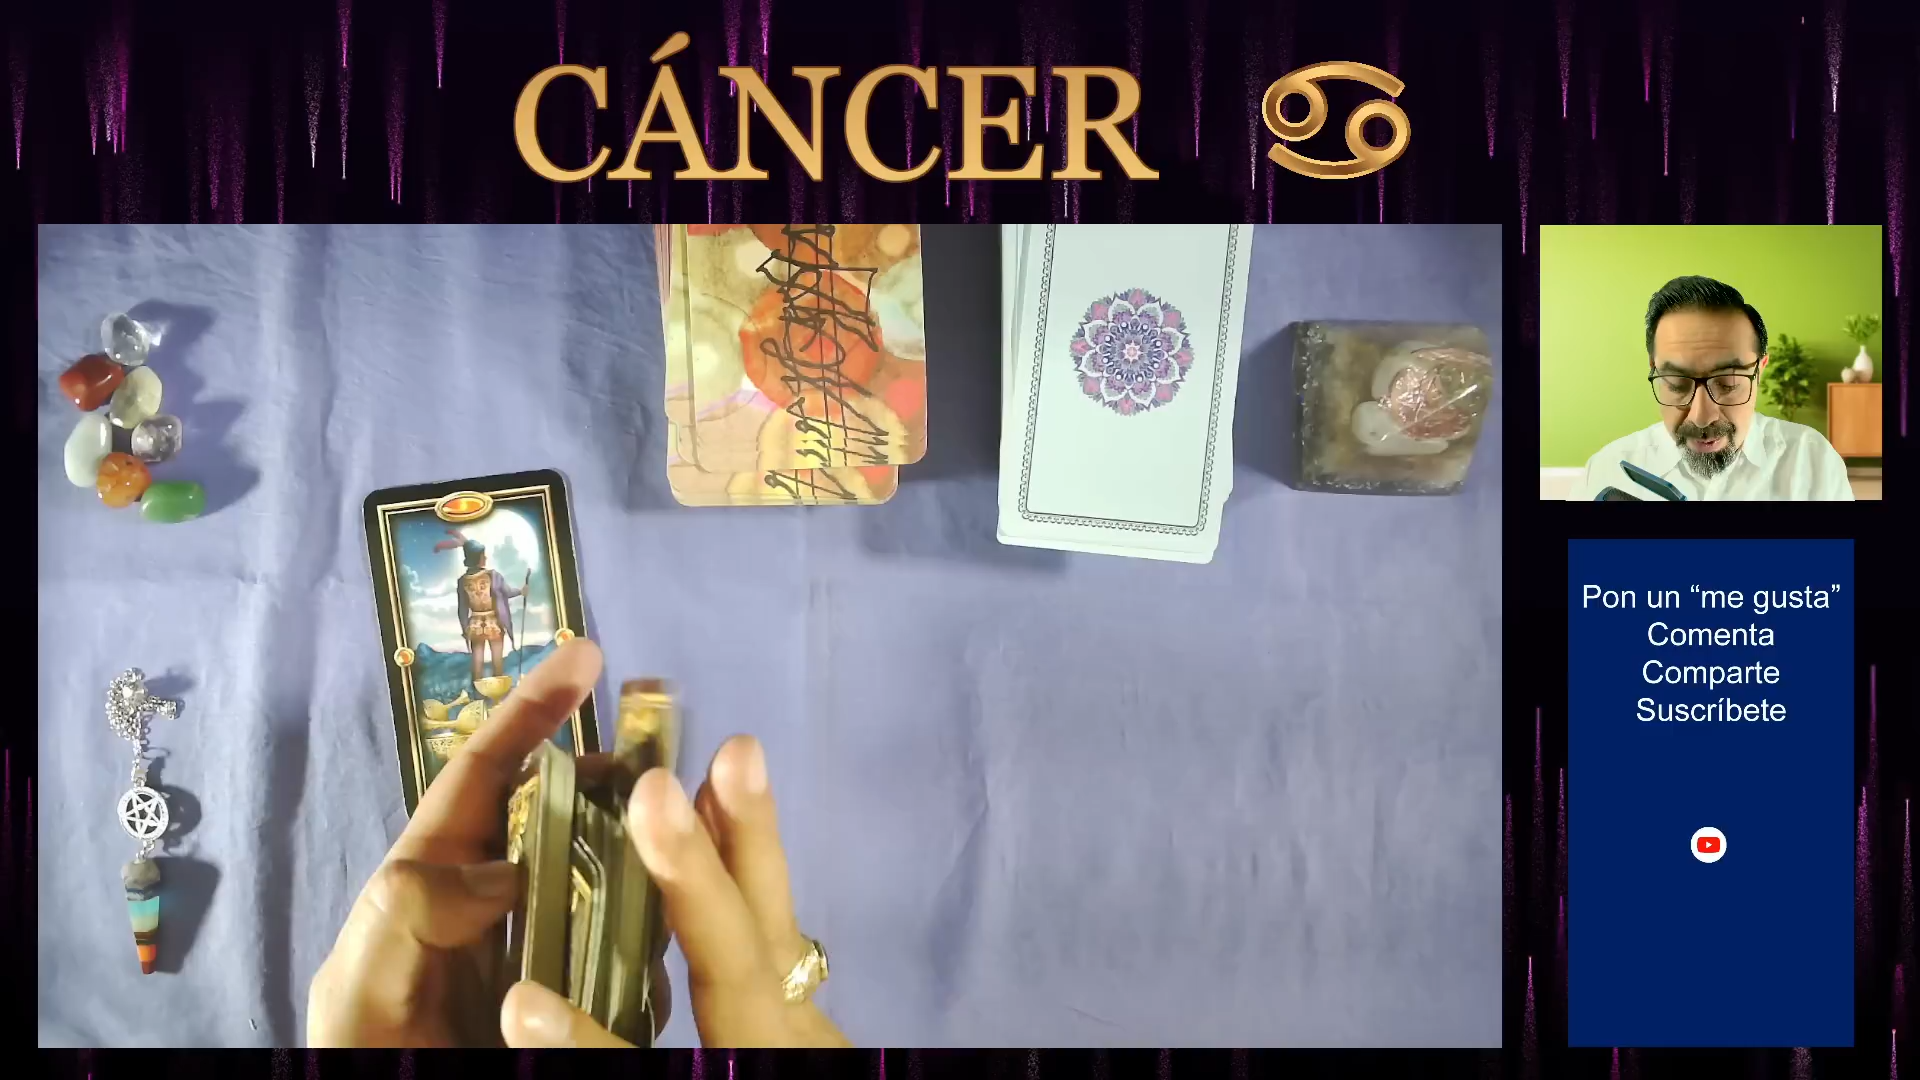 CÁNCER
Pon un “me gusta”
Comenta
Comparte
Suscríbete